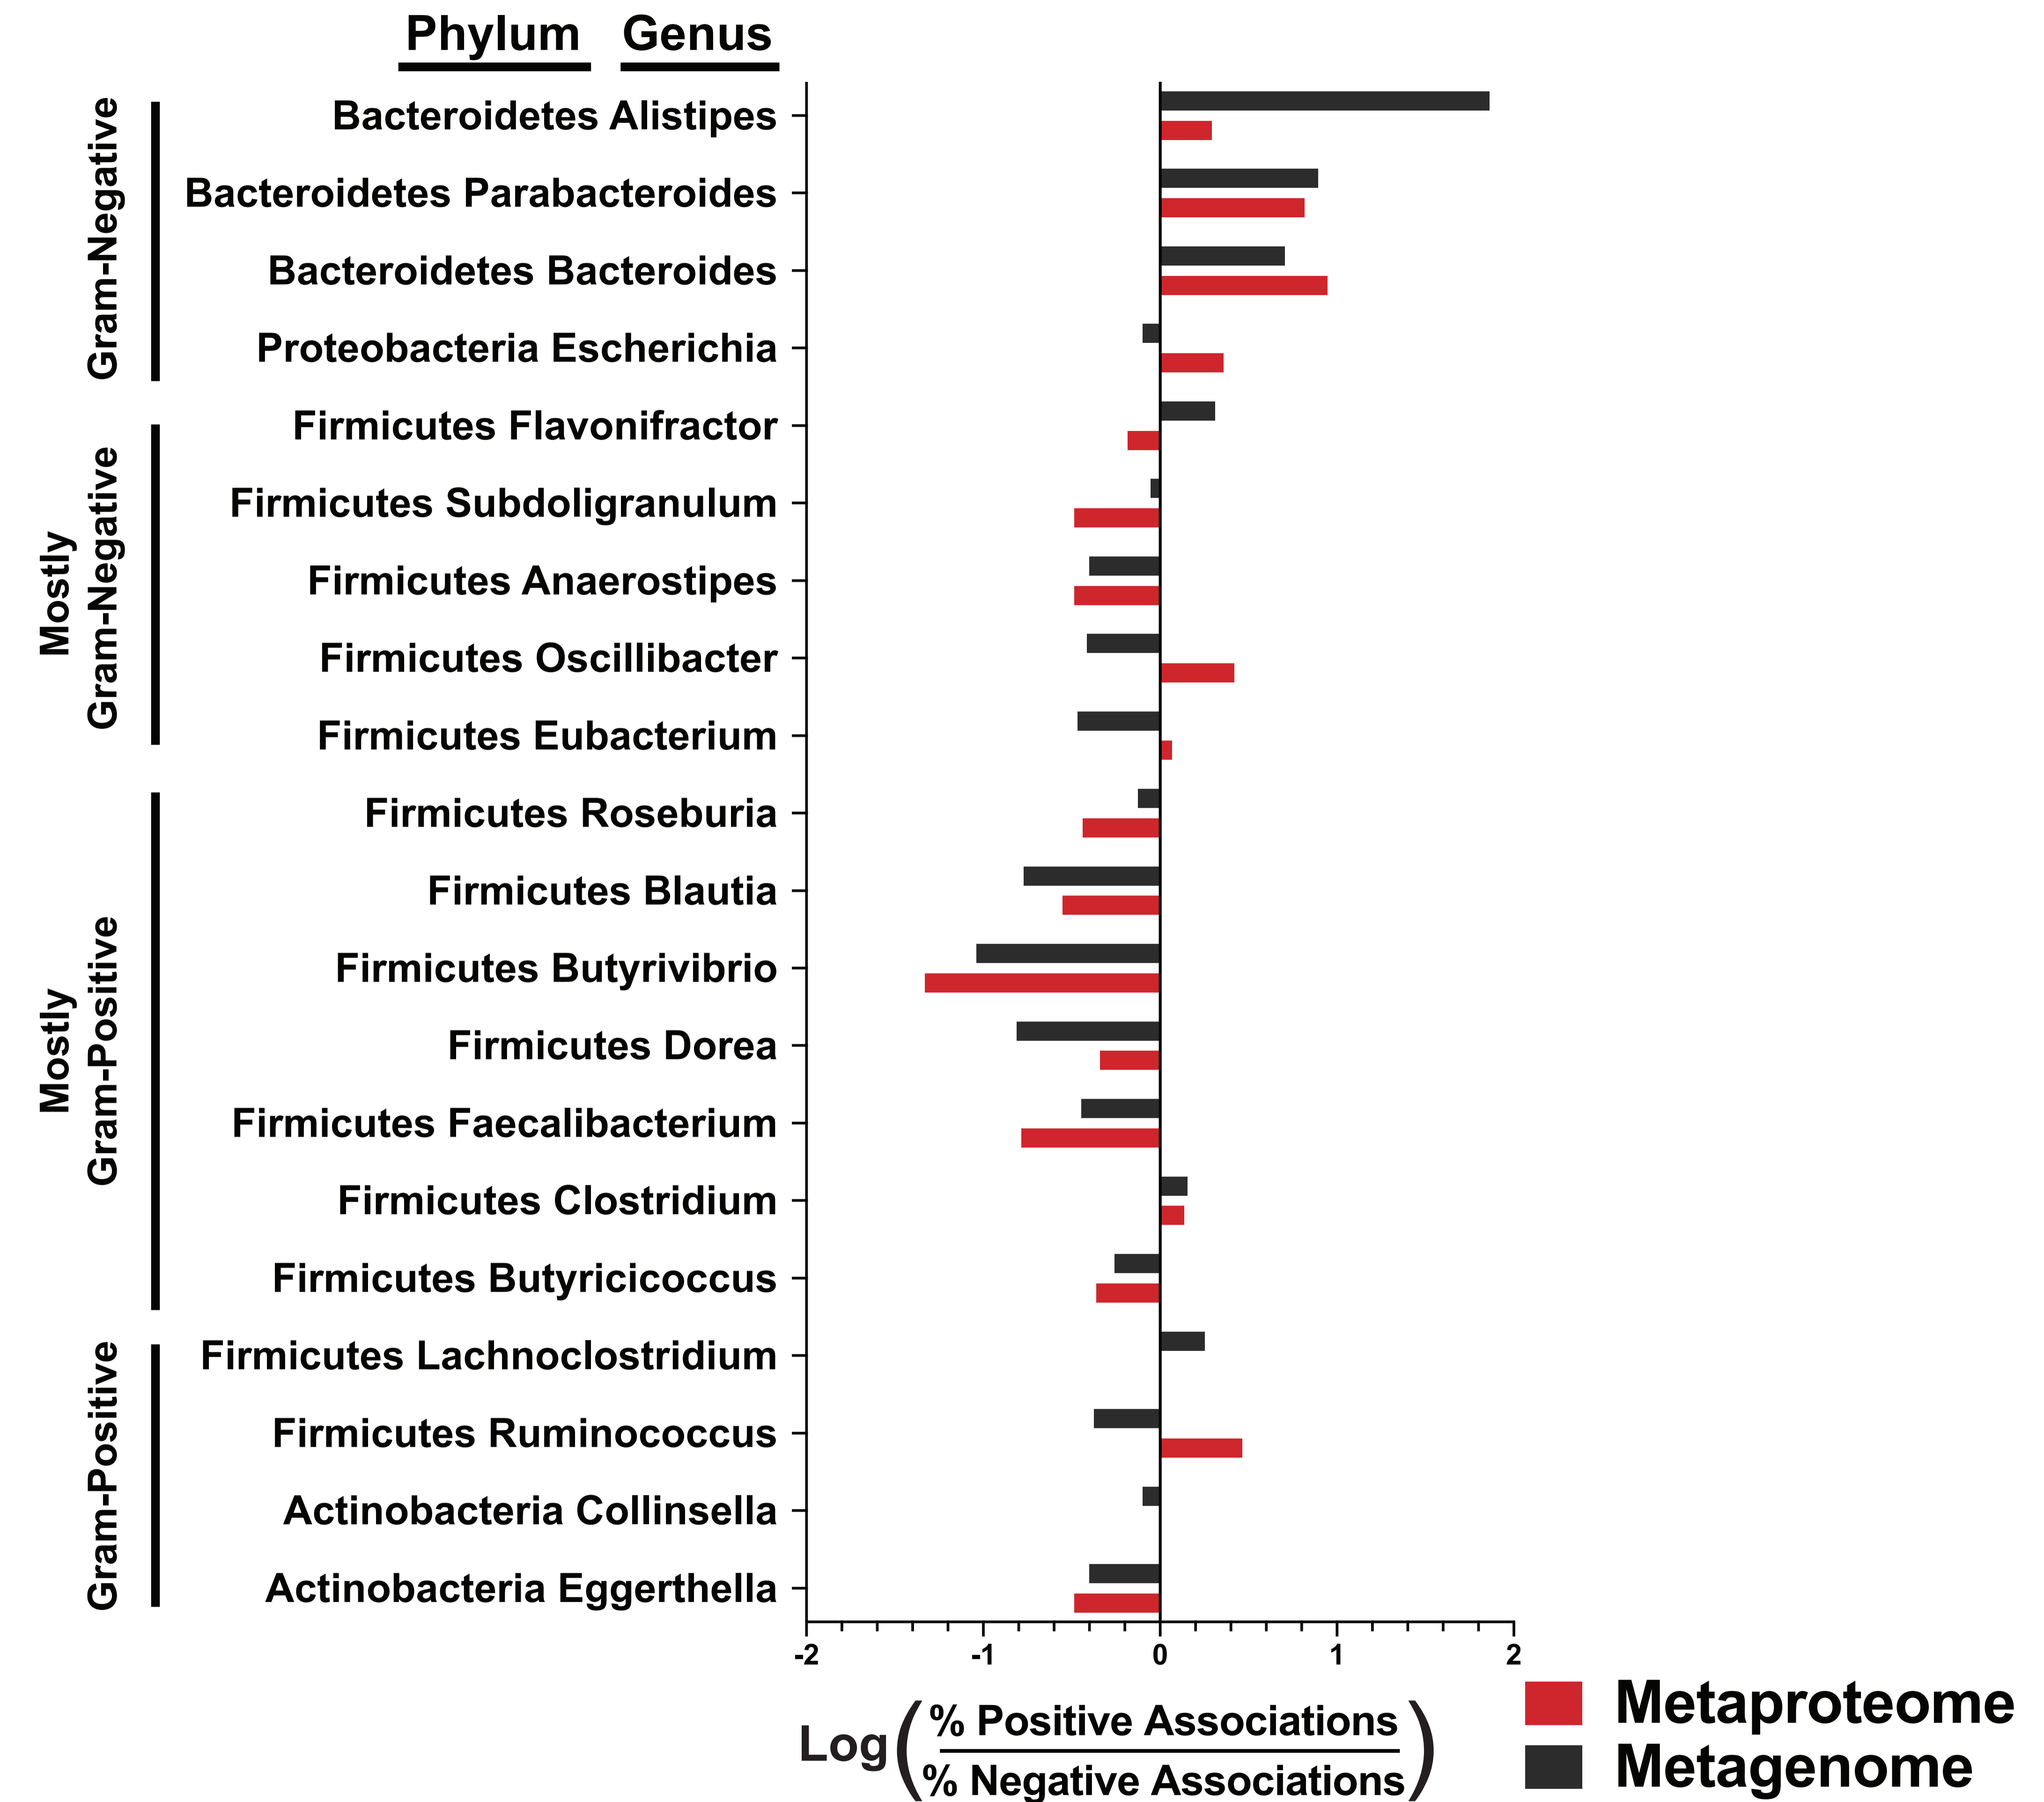 Phylum Genus
Gram-Negative
Bacteroidetes Alistipes
Bacteroidetes Parabacteroides
Bacteroidetes Bacteroides
Proteobacteria Escherichia
Mostly
Gram-Negative
Firmicutes Flavonifractor
Firmicutes Subdoligranulum
Firmicutes Anaerostipes
Firmicutes Oscillibacter
Firmicutes Eubacterium
Mostly
Gram-Positive
Firmicutes Roseburia
Firmicutes Blautia
Firmicutes Butyrivibrio
Firmicutes Dorea
Firmicutes Faecalibacterium
Firmicutes Clostridium
Firmicutes Butyricicoccus
Gram-Positive
Firmicutes Lachnoclostridium
Firmicutes Ruminococcus
Actinobacteria Collinsella
Actinobacteria Eggerthella
-2 -1 0 1 2
% Positive Associations
Log( )
% Negative Associations
Metaproteome
Metagenome